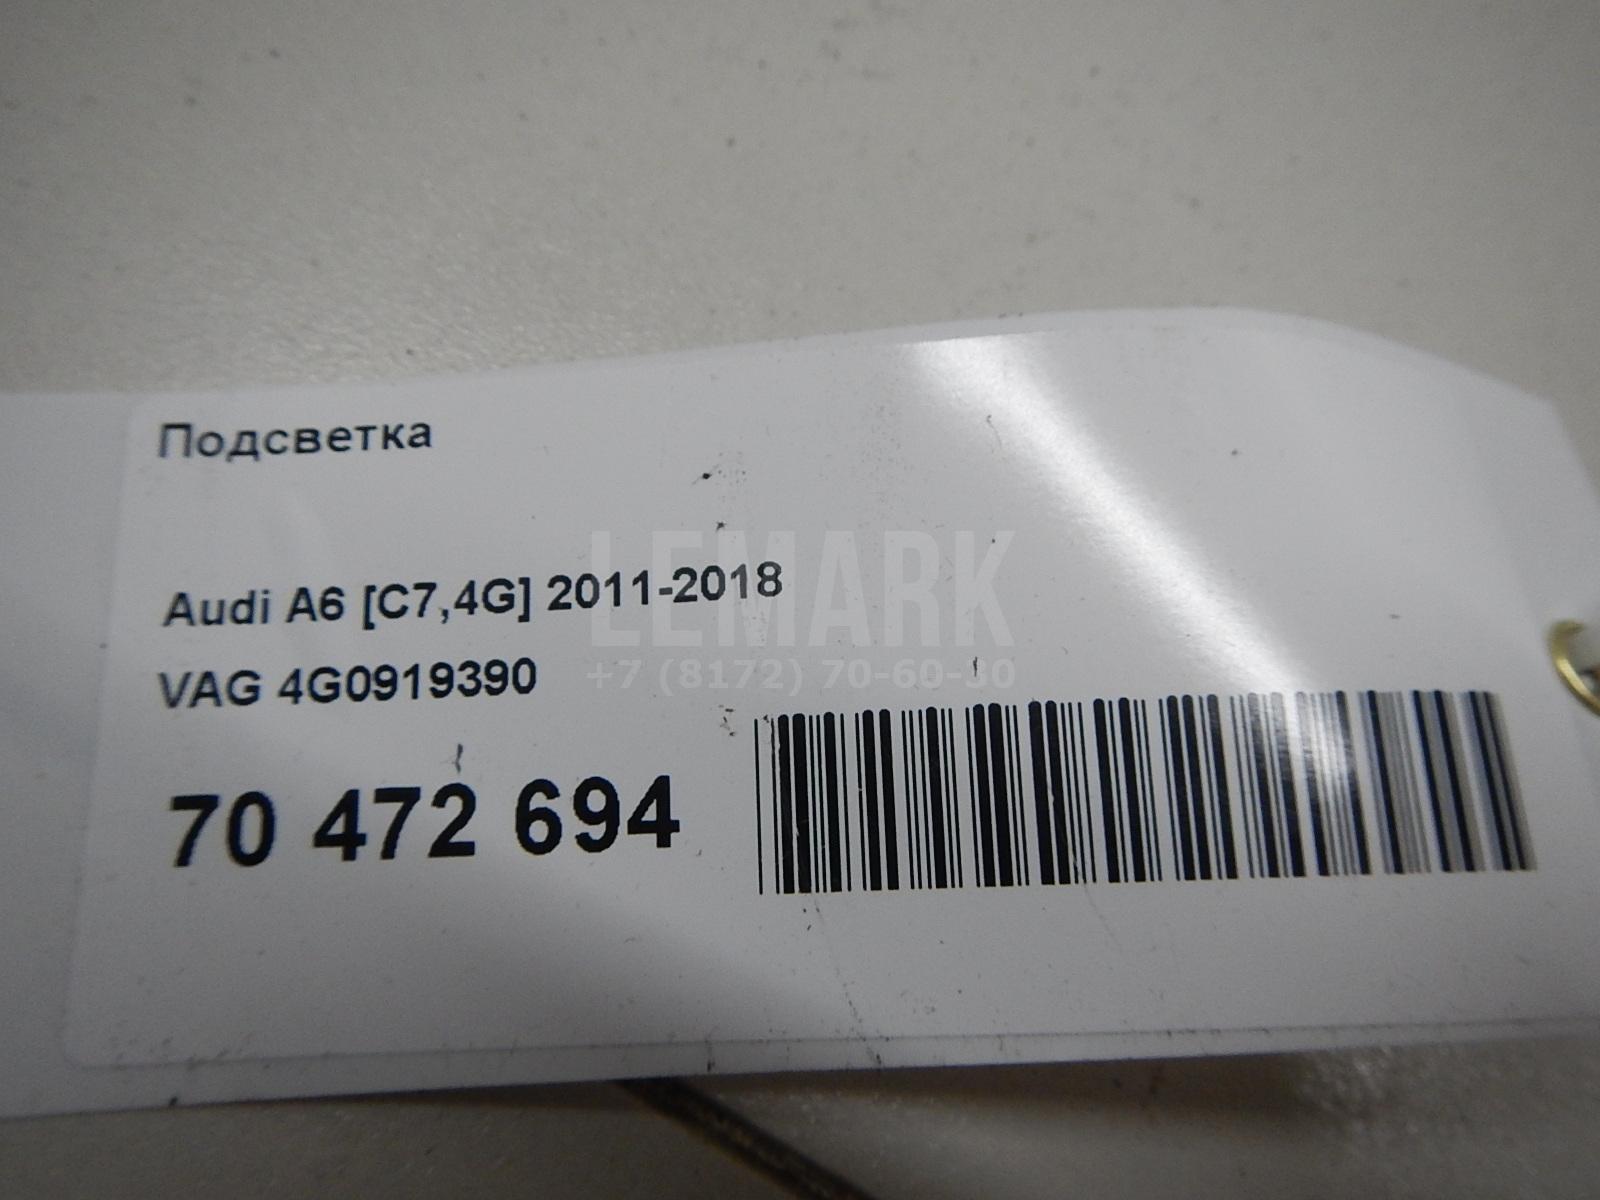 Подсветка
Audi A6 [C7,4G] 2011-2018
LEMARK
VAG 4G0919390
+7 (8172) 70-60-30
70 472 694